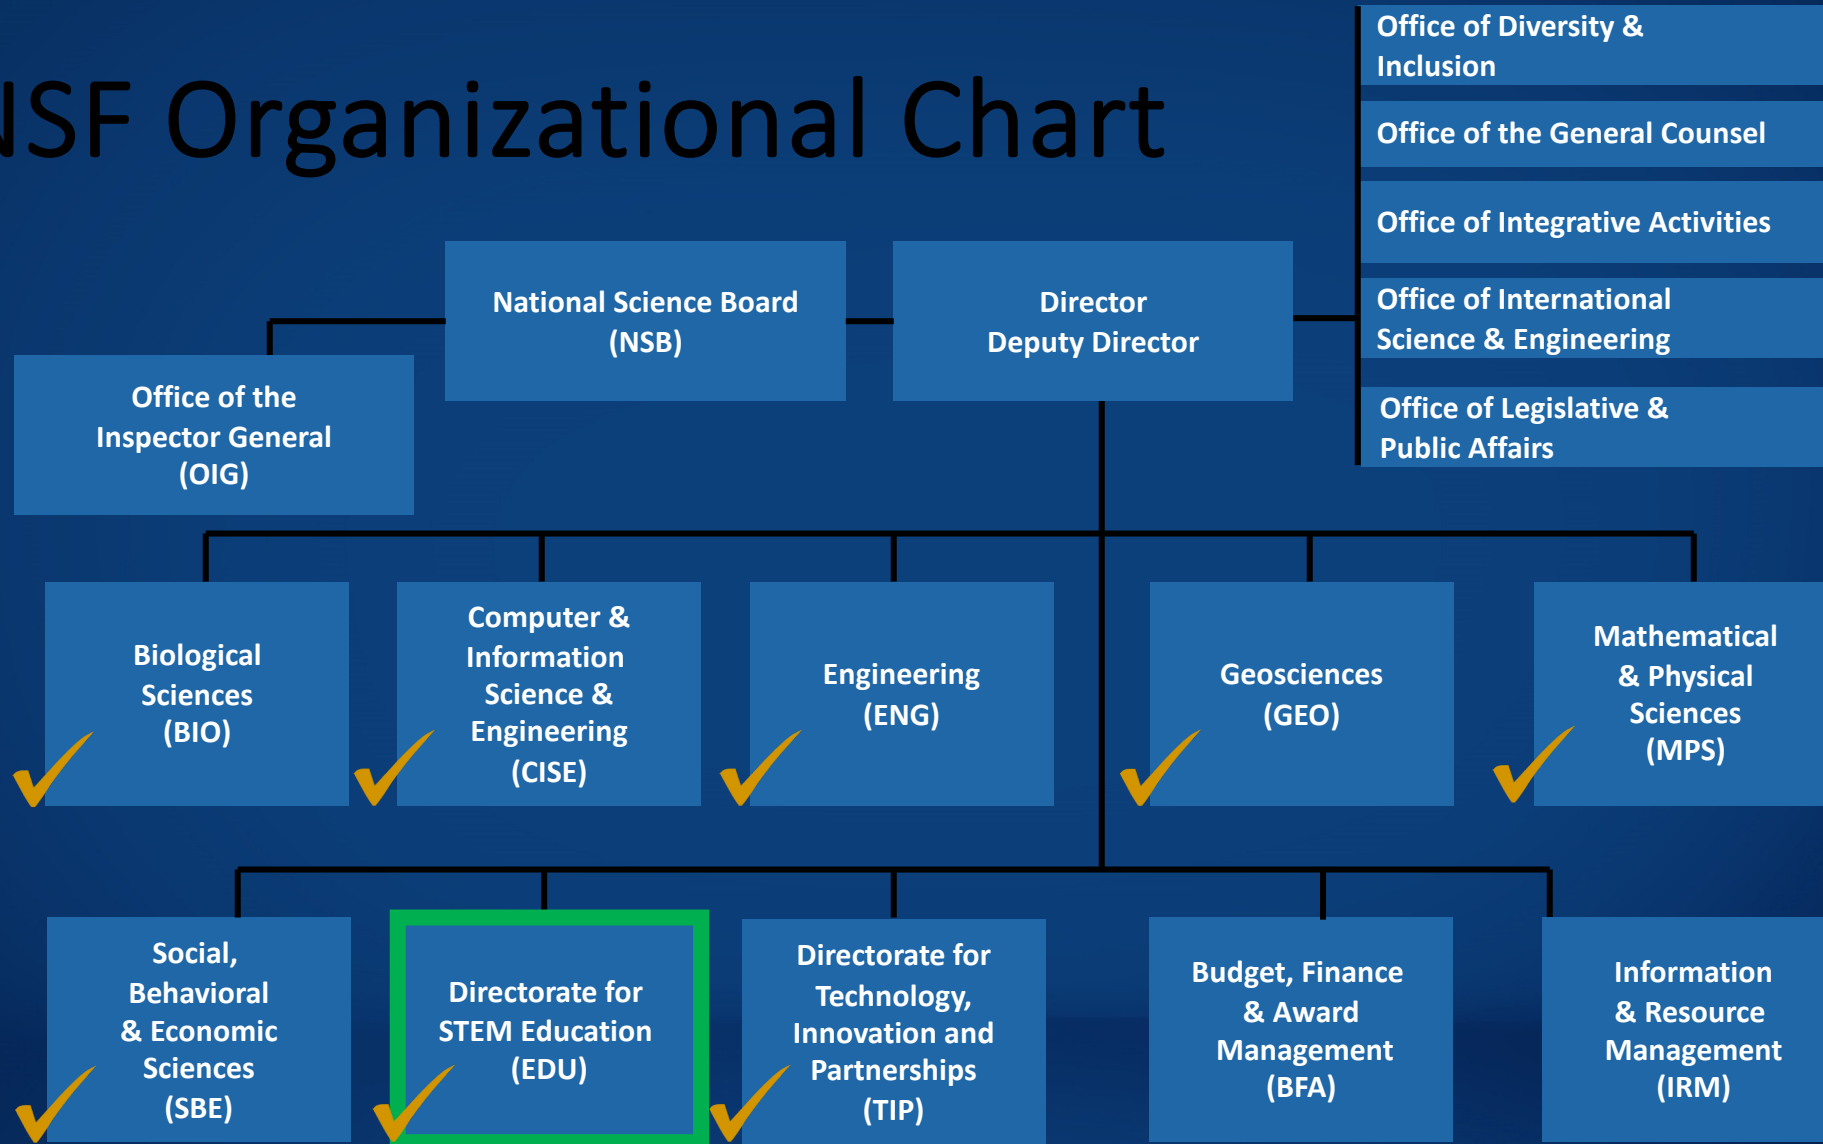 NSF Organizational Chart
Office of Diversity &
Inclusion
Office of the General Counsel
Office of Integrative Activities
Office of International
Science & Engineering
Office of Legislative &
Public Affairs
National Science Board
(NSB)
Director
Deputy Director
Office of the
Inspector General
(OIG)
Biological
Sciences
(BIO)
Computer &
Information
Science &
Engineering
(CISE)
Engineering
(ENG)
Geosciences
(GEO)
Mathematical
& Physical
Sciences
(MPS)
Social,
Behavioral
& Economic
Sciences
(SBE)
Directorate for
STEM Education
(EDU)
Directorate for
Technology,
Innovation and
Partnerships
(TIP)
Budget, Finance
& Award
Management
(BFA)
Information
& Resource
Management
(IRM)